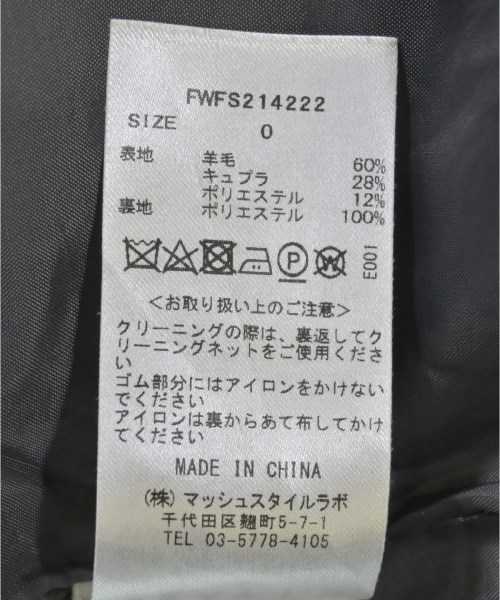 FWFS214222
SIZE 0
表地 羊毛 60%
キュプラ 28%
ポリエステル 12%
裏地 ポリエステル 100%
P W E001
<お取り扱い上のご注意>
クリーニングの際は、裏返してク
リーニングネットをご使用くださ
い
ゴム部分にはアイロンをかけない
でください
アイロンは裏からあて布してかけ
てください
MADE IN CHINA
(株) マッシュスタイルラボ
千代田区麹町5-7-1
TEL 03-5778-4105